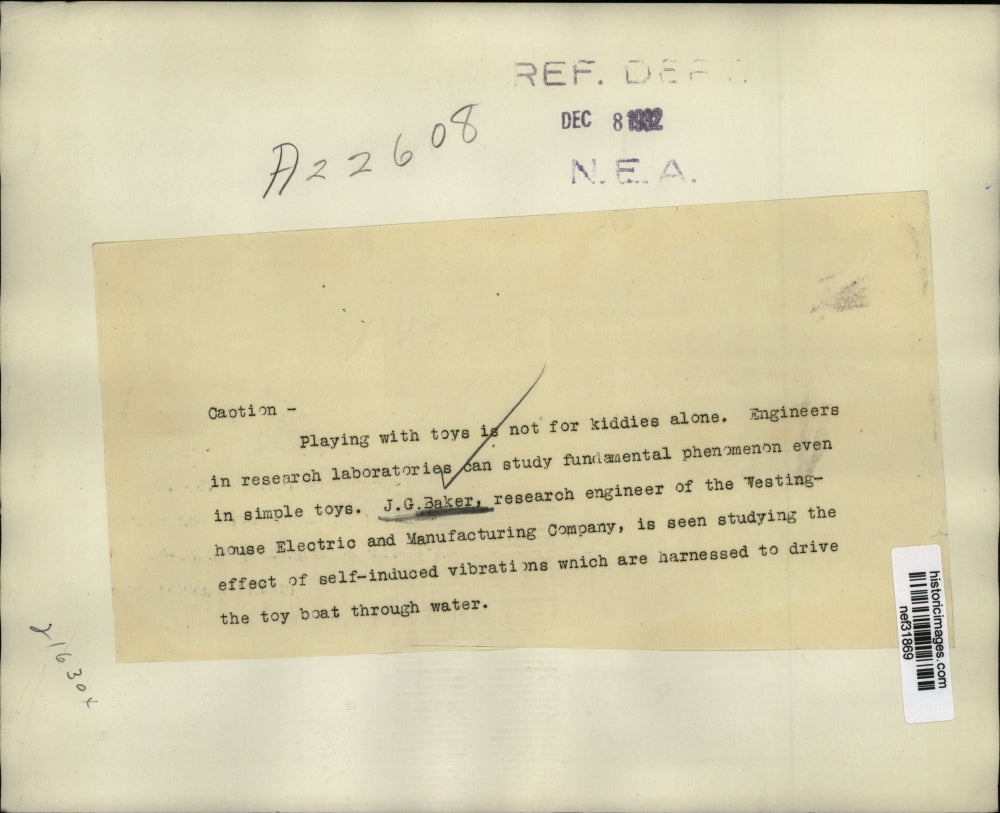 REF. DEPT.
DEC 8 1932
N.E.A.
A22608
Caption -
Playing with toys is not for kiddies alone. Engineers
in research laboratories can study fundamental phenomenon even
in simple toys. J.G.Baker, research engineer of the Westing-
house Electric and Manufacturing Company, is seen studying the
effect of self-induced vibrations which are harnessed to drive
the toy boat through water.
historicimages.com
nef31869